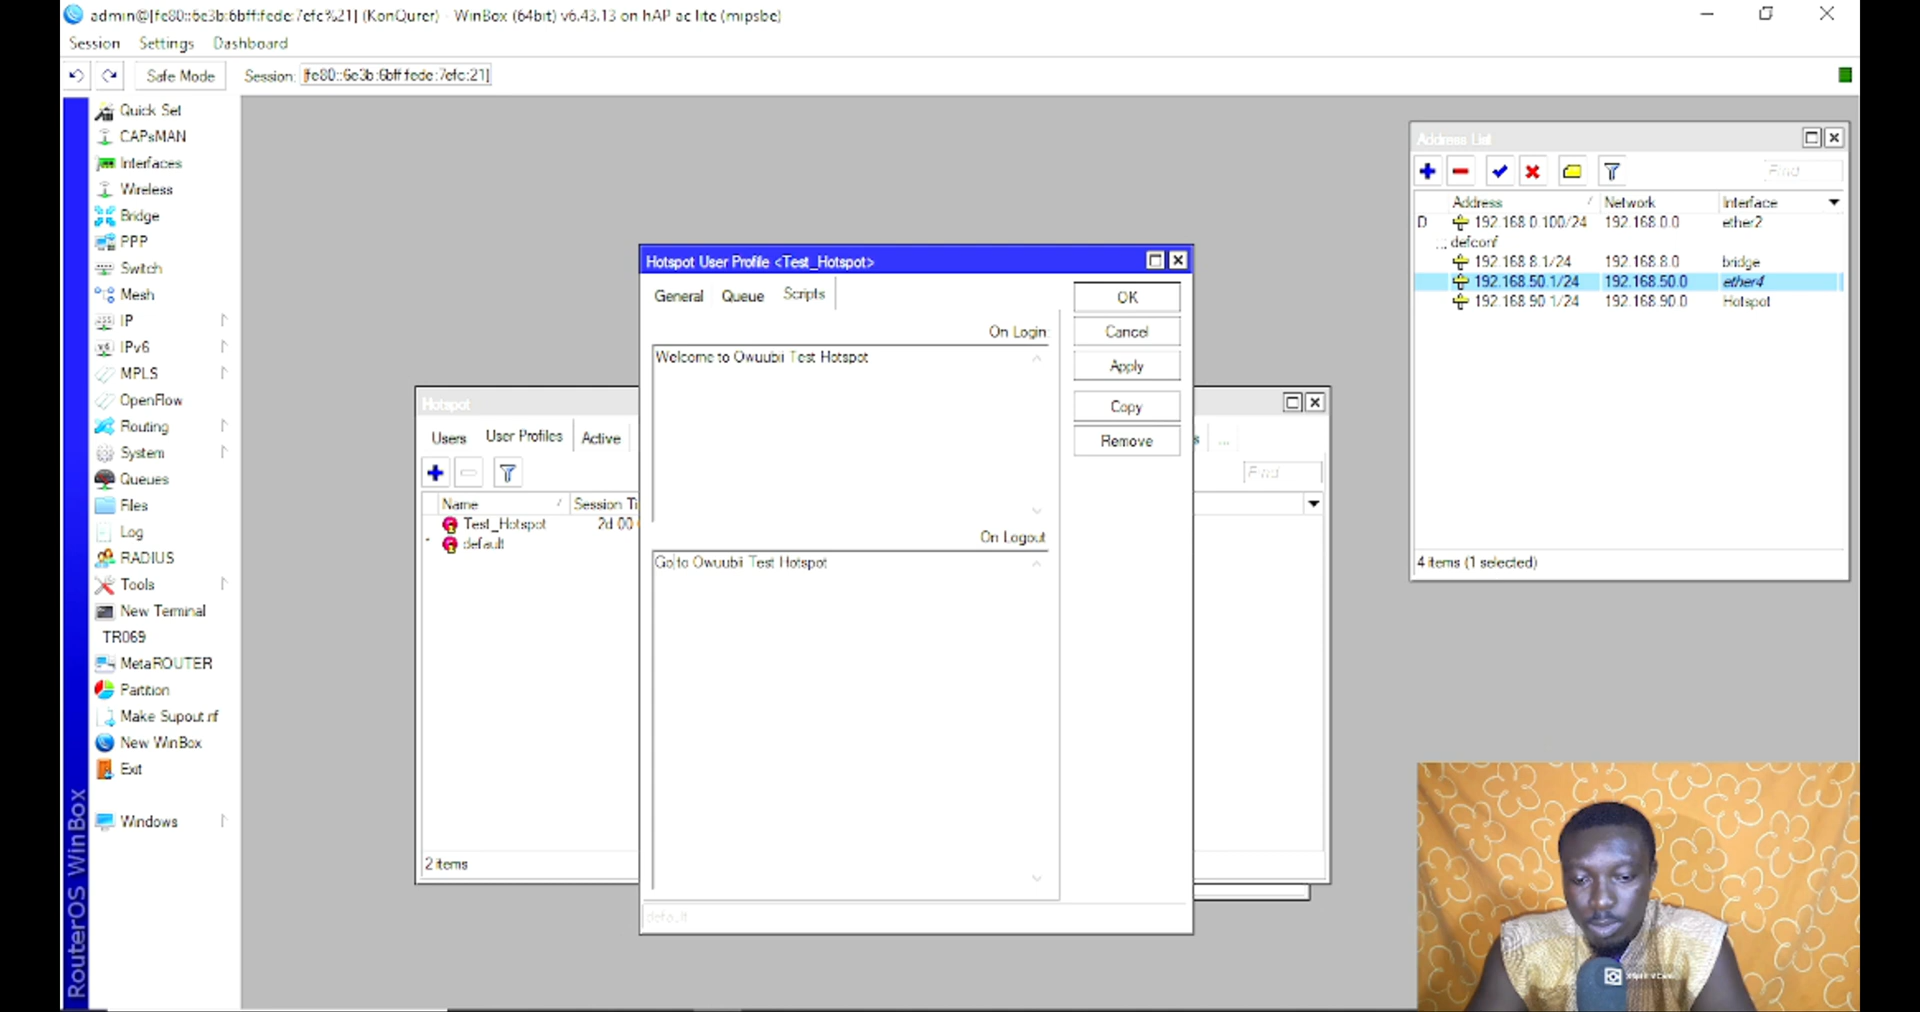 admin@[fe80::6e3b:6bff:fede:7efc%21] (KonQurer) - WinBox (64bit) v6.43.13 on hAP ac lite (mipsbe)
Session Settings Dashboard
Safe Mode Session: [fe80::6e3b:6bff:fede:7efc:21]
Quick Set
CAPsMAN
Interfaces
Wireless
Bridge
PPP
Switch
Mesh
IP
IPv6
MPLS
OpenFlow
Routing
System
Queues
Files
Log
RADIUS
Tools
New Terminal
TR069
MetaROUTER
Partition
Make Supout.rif
New WinBox
Exit
Windows
RouterOS WinBox
Hotspot
Users User Profiles Active
Find
Name Session Ti
Test_Hotspot 2d 00
default
2 items
Hotspot User Profile <Test_Hotspot>
General Queue Scripts
On Login:
Welcome to Owuubii Test Hotspot
On Logout:
Go to Owuubii Test Hotspot
default
OK
Cancel
Apply
Copy
Remove
Address List
Find
Address Network Interface
D 192.168.0.100/24 192.168.0.0 ether2
... defconf
192.168.8.1/24 192.168.8.0 bridge
192.168.50.1/24 192.168.50.0 ether4
192.168.90.1/24 192.168.90.0 Hotspot
4 items (1 selected)